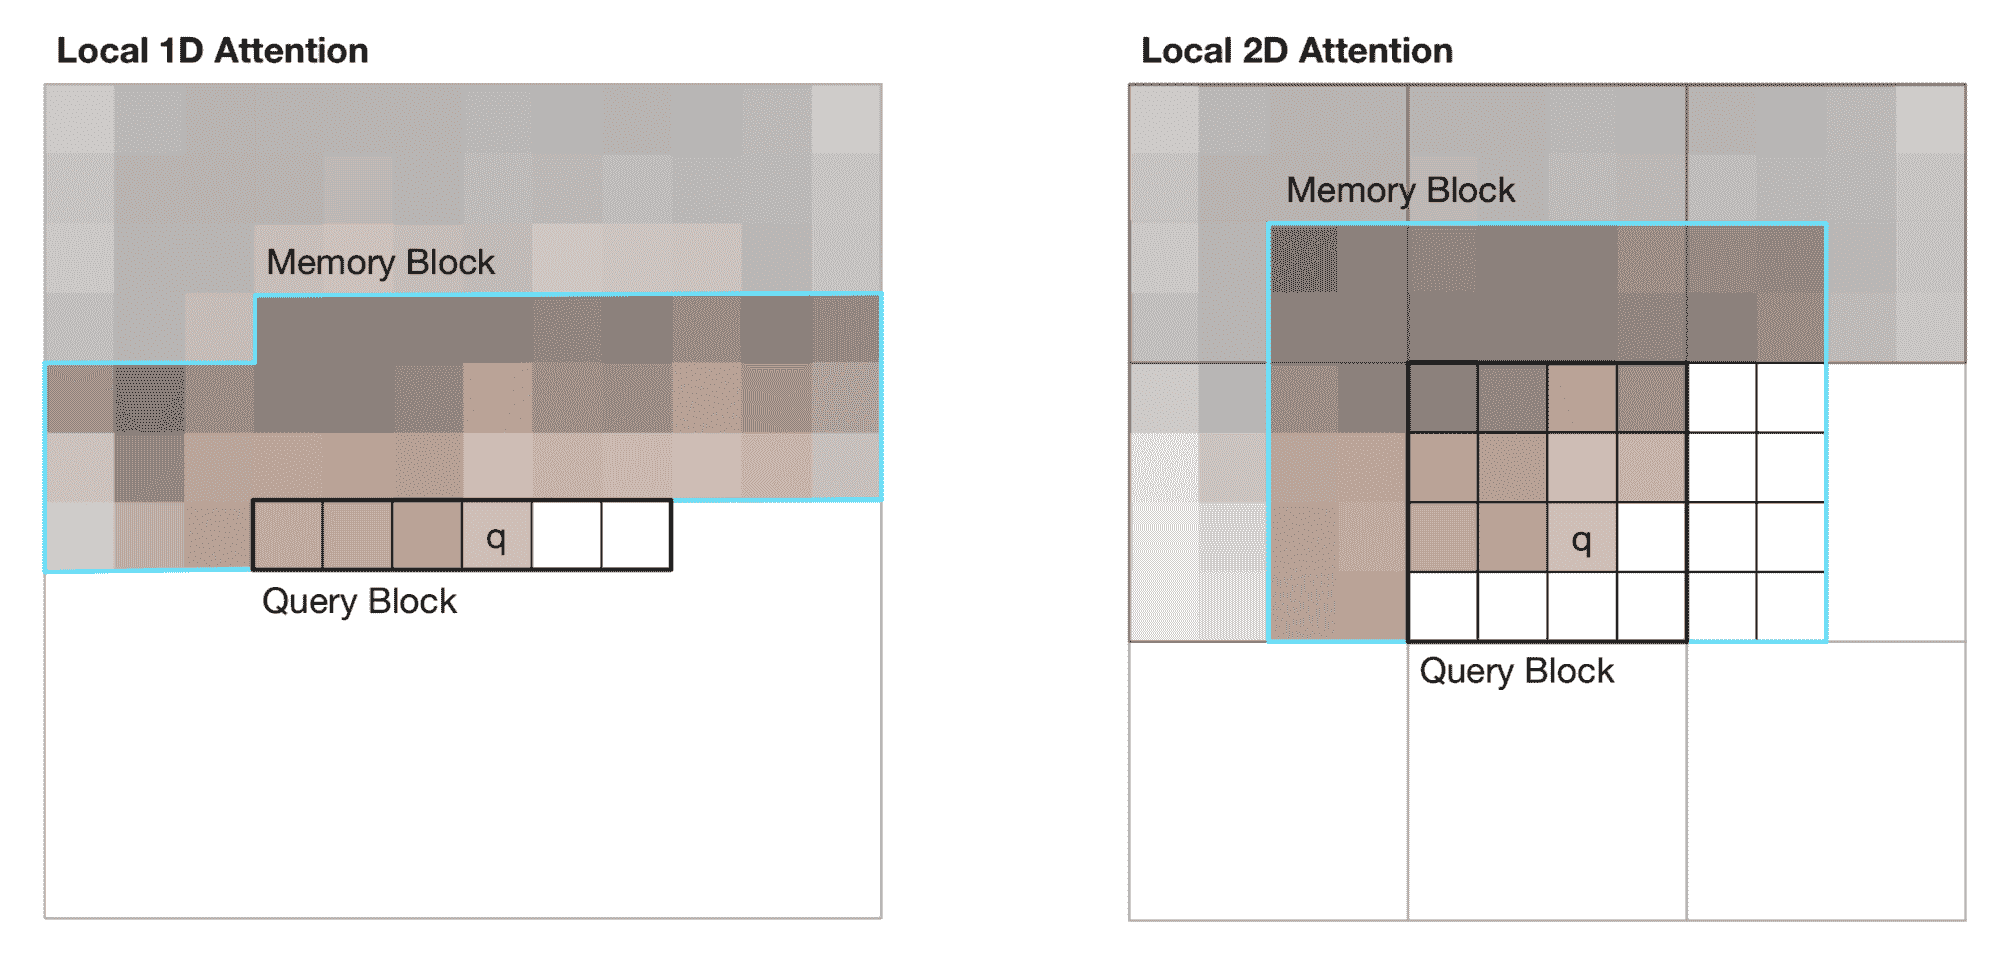 Local 1D Attention
Memory Block
q
Query Block
Local 2D Attention
Memory Block
q
Query Block